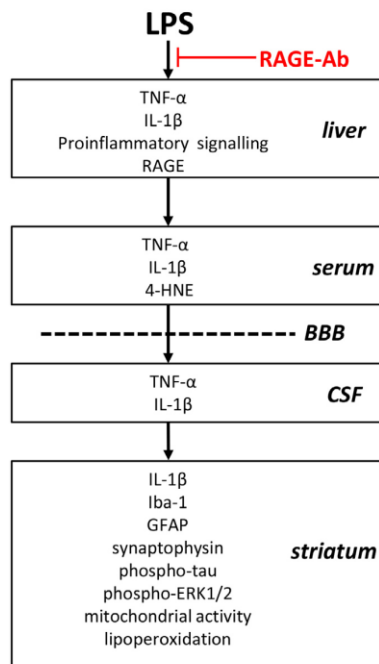 LPS
RAGE-Ab
TNF-α
IL-1β
Proinflammatory signalling
RAGE
liver
TNF-α
IL-1β
4-HNE
serum
BBB
TNF-α
IL-1β
CSF
IL-1β
Iba-1
GFAP
synaptophysin
phospho-tau
phospho-ERK1/2
mitochondrial activity
lipoperoxidation
striatum